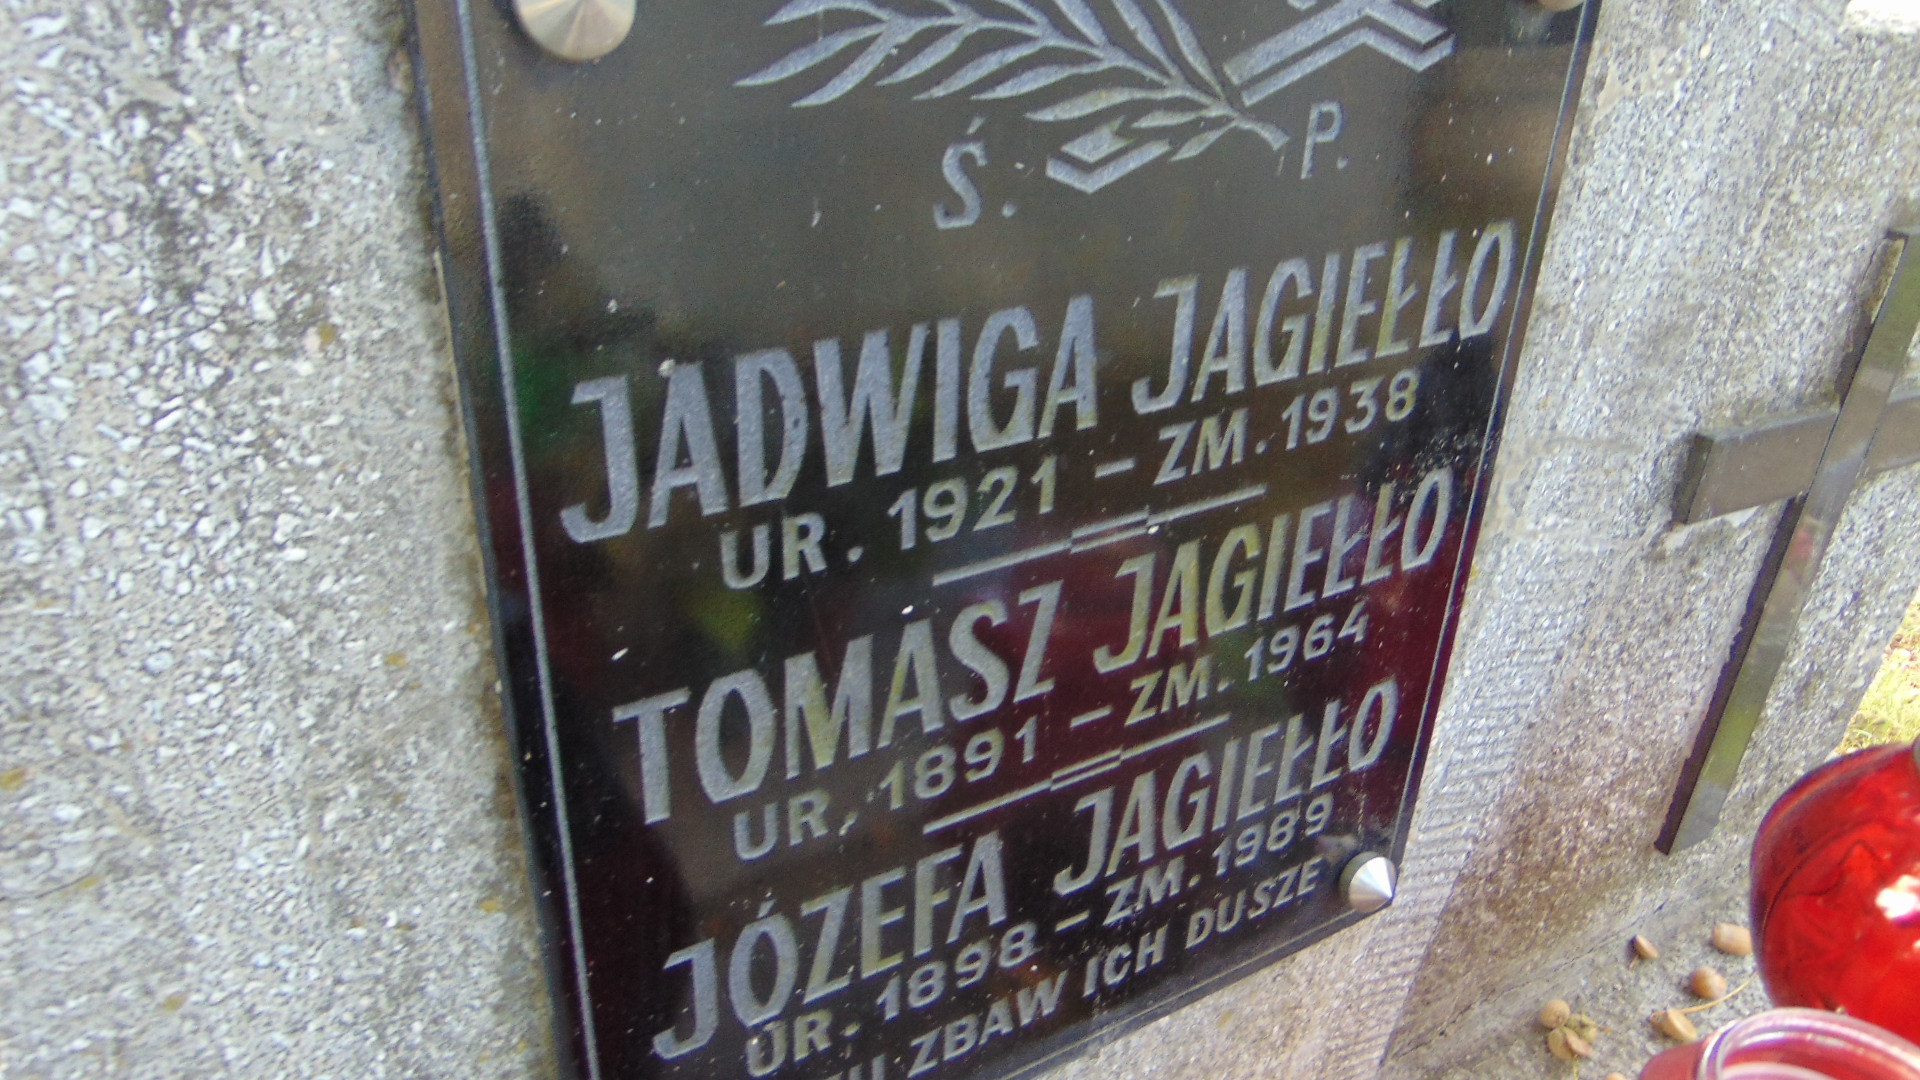 Ś. P.
JADWIGA JAGIEŁŁO
UR. 1921 - ZM. 1938
TOMASZ JAGIEŁŁO
UR. 1891 - ZM. 1964
JÓZEFA JAGIEŁŁO
UR. 1898 - ZM. 1989
ZBAW ICH DUSZE